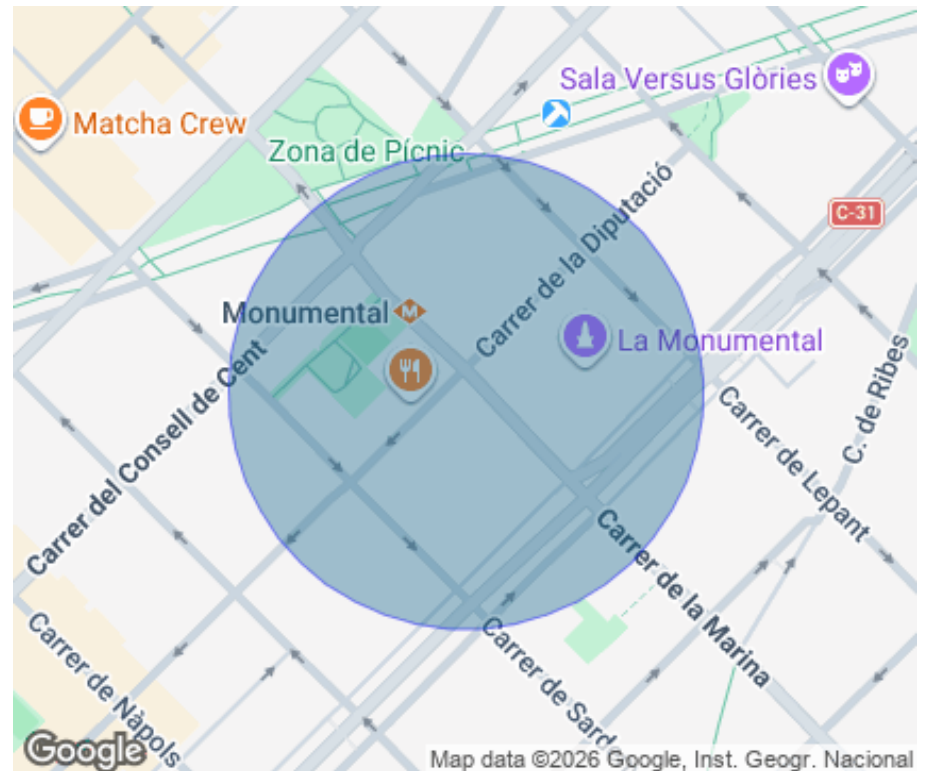 Sala Versus Glòries
Matcha Crew
Zona de Pícnic
C-31
Carrer de la Diputació
Monumental
M
La Monumental
C. de Ribes
Carrer del Consell de Cent
Carrer de Lepant
Carrer de la Marina
Carrer de Nàpols
Carrer de Sard
Google
Map data ©2026 Google, Inst. Geogr. Nacional